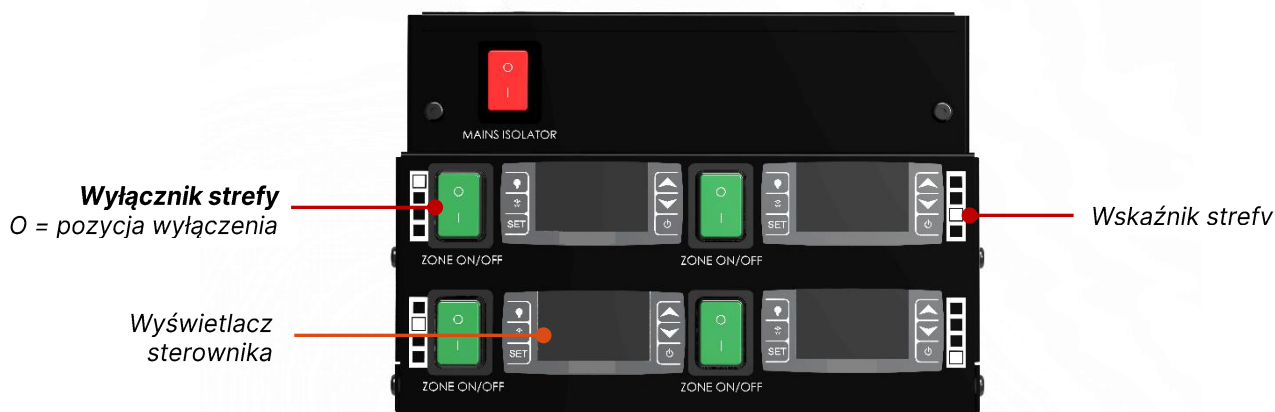 O
I
MAINS ISOLATOR
Wyłącznik strefy
O = pozycja wyłączenia
O
I
SET
O
I
SET
Wskaźnik strefv
ZONE ON/OFF
ZONE ON/OFF
Wyświetlacz
sterownika
O
I
SET
O
I
SET
ZONE ON/OFF
ZONE ON/OFF